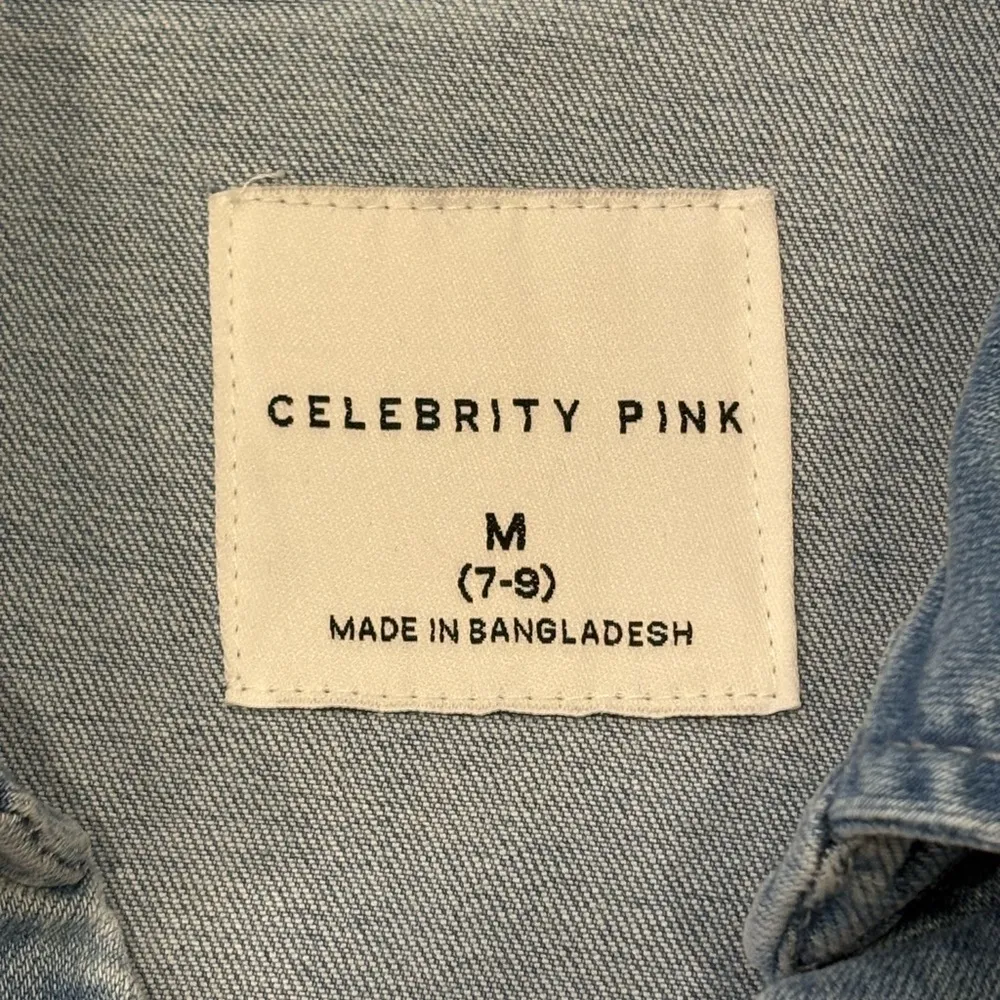 CELEBRITY PINK
M
(7-9)
MADE IN BANGLADESH